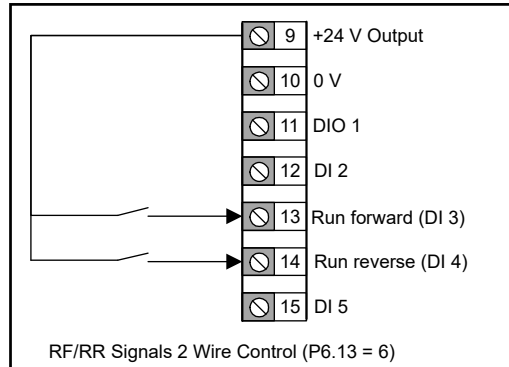 9 +24 V Output
10 0 V
11 DIO 1
12 DI 2
13 Run forward (DI 3)
14 Run reverse (DI 4)
15 DI 5
RF/RR Signals 2 Wire Control (P6.13 = 6)